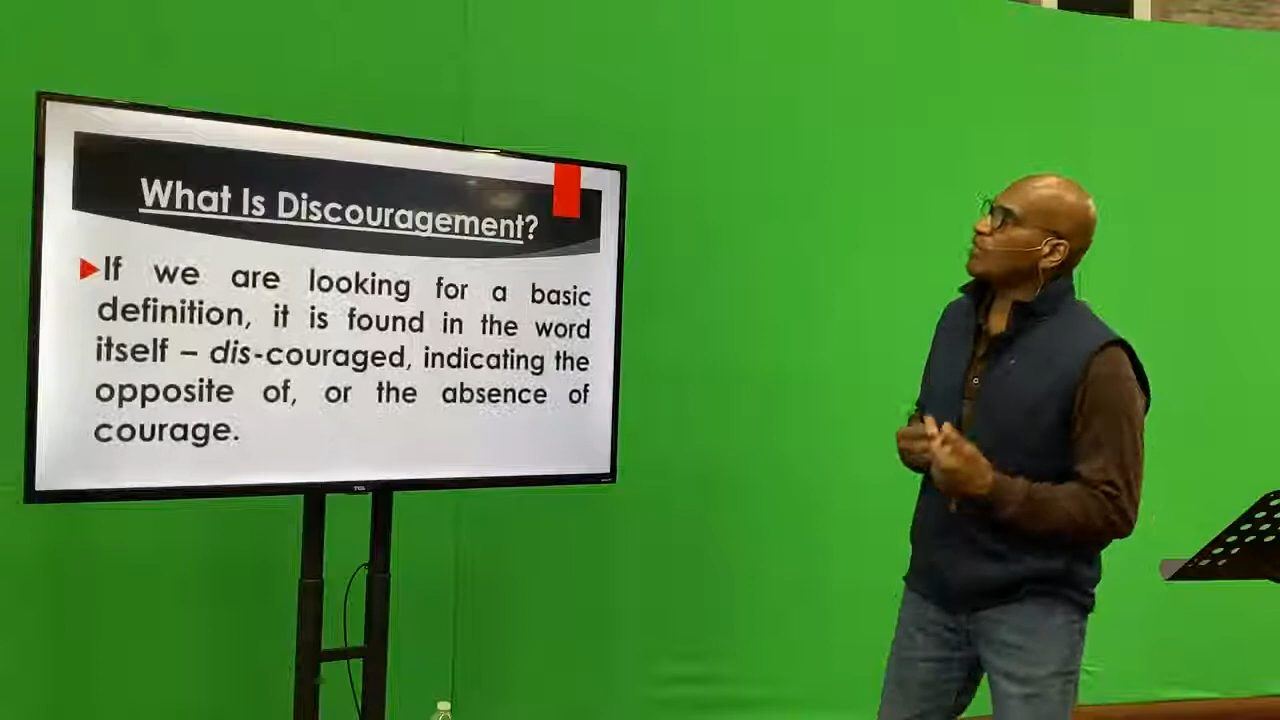 What Is Discouragement?
If we are looking for a basic
definition, it is found in the word
itself – dis-couraged, indicating the
opposite of, or the absence of
courage.
TCL